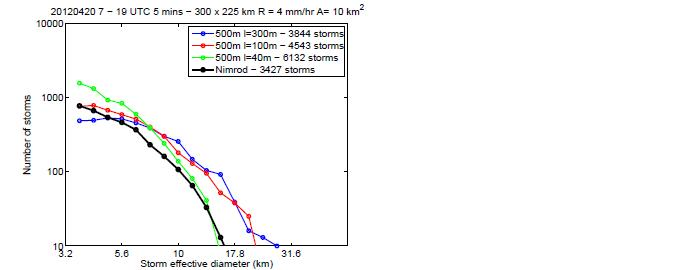 20120420 7 − 19 UTC 5 mins − 300 x 225 km R = 4 mm/hr A= 10 km²
10000
500m l=300m − 3844 storms
500m l=100m − 4543 storms
500m l=40m − 6132 storms
Nimrod − 3427 storms
1000
Number of storms
100
10
3.2 5.6 10 17.8 31.6
Storm effective diameter (km)